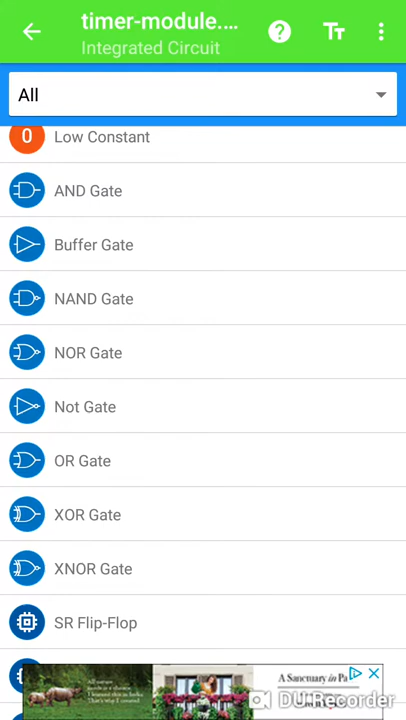 timer-module....
Integrated Circuit
All
0
Low Constant
AND Gate
Buffer Gate
NAND Gate
NOR Gate
Not Gate
OR Gate
XOR Gate
XNOR Gate
SR Flip-Flop
A Sanctuary in Pa
DU Recorder